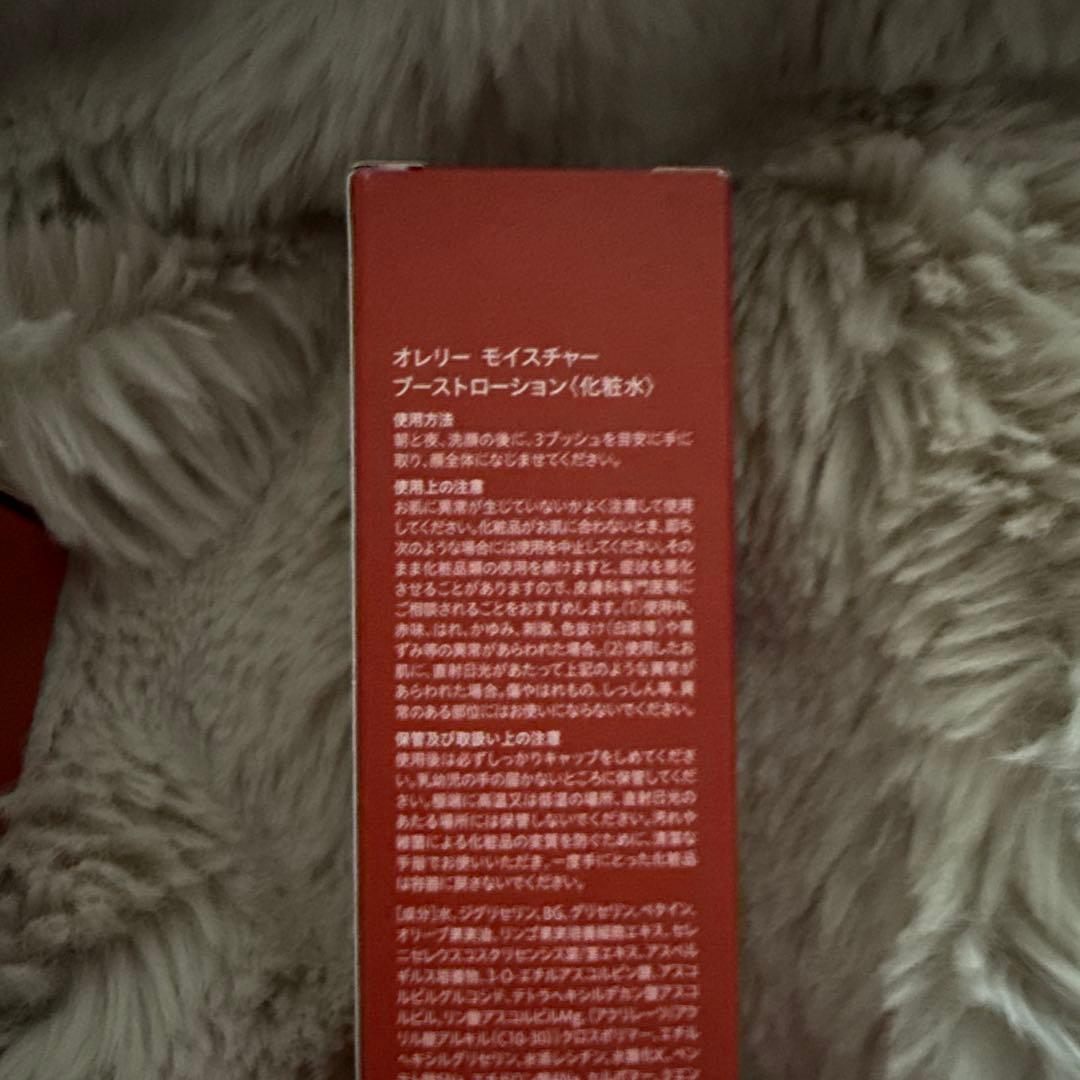 オレリー モイスチャー
ブーストローション〈化粧水〉
使用方法
朝と夜、洗顔の後に、3プッシュを目安に手に
取り、顔全体になじませてください。
使用上の注意
お肌に異常が生じていないかよく注意して使用
してください。化粧品がお肌に合わないとき、即ち
次のような場合には使用を中止してください。その
まま化粧品類の使用を続けますと、症状を悪化
させることがありますので、皮膚科専門医等に
ご相談されることをおすすめします。(1)使用中、
赤味、はれ、かゆみ、刺激、色抜け(白斑等)や黒
ずみ等の異常があらわれた場合。(2)使用したお
肌に、直射日光があたって上記のような異常が
あらわれた場合。傷やはれもの、しっしん等、異
常のある部位にはお使いにならないでください。
保管及び取扱い上の注意
使用後は必ずしっかりキャップをしめてくださ
い。乳幼児の手の届かないところに保管してくだ
さい。極端に高温又は低温の場所、直射日光の
あたる場所には保管しないでください。汚れや
雑菌による化粧品の変質を防ぐために、清潔な
手指でお使いいただき、一度手にとった化粧品
は容器に戻さないでください。
[成分]水、ジグリセリン、BG、グリセリン、ベタイン、
オリーブ果実油、リンゴ果実培養細胞エキス、セレ
ニセレウスコスタリセンシス果/茎エキス、アスペル
ギルス培養物、3-O-エチルアスコルビン酸、アスコ
ルビルグルコシド、テトラヘキシルデカン酸アスコ
ルビル、リン酸アスコルビルMg、(アクリレーツ/アク
リル酸アルキル(C10-30))クロスポリマー、エチル
ヘキシルグリセリン、水添レシチン、水酸化K、ペン